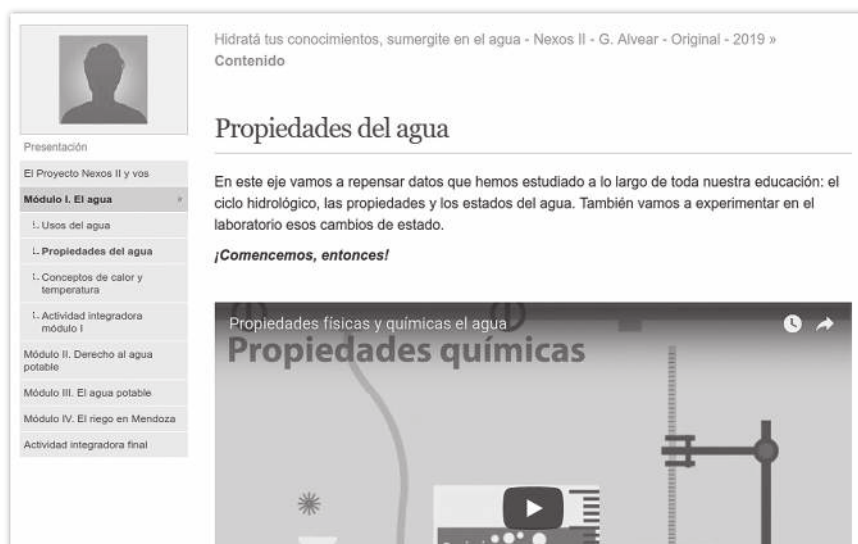 Hidratá tus conocimientos, sumergite en el agua - Nexos II - G. Alvear - Original - 2019 »
Contenido
Presentación
El Proyecto Nexos II y vos
Módulo I. El agua
Usos del agua
Propiedades del agua
Conceptos de calor y
temperatura
Actividad integradora
módulo I
Módulo II. Derecho al agua
potable
Módulo III. El agua potable
Módulo IV. El riego en Mendoza
Actividad integradora final
Propiedades del agua
En este eje vamos a repensar datos que hemos estudiado a lo largo de toda nuestra educación: el
ciclo hidrológico, las propiedades y los estados del agua. También vamos a experimentar en el
laboratorio esos cambios de estado.
¡Comencemos, entonces!
Propiedades físicas y químicas el agua
Propiedades químicas